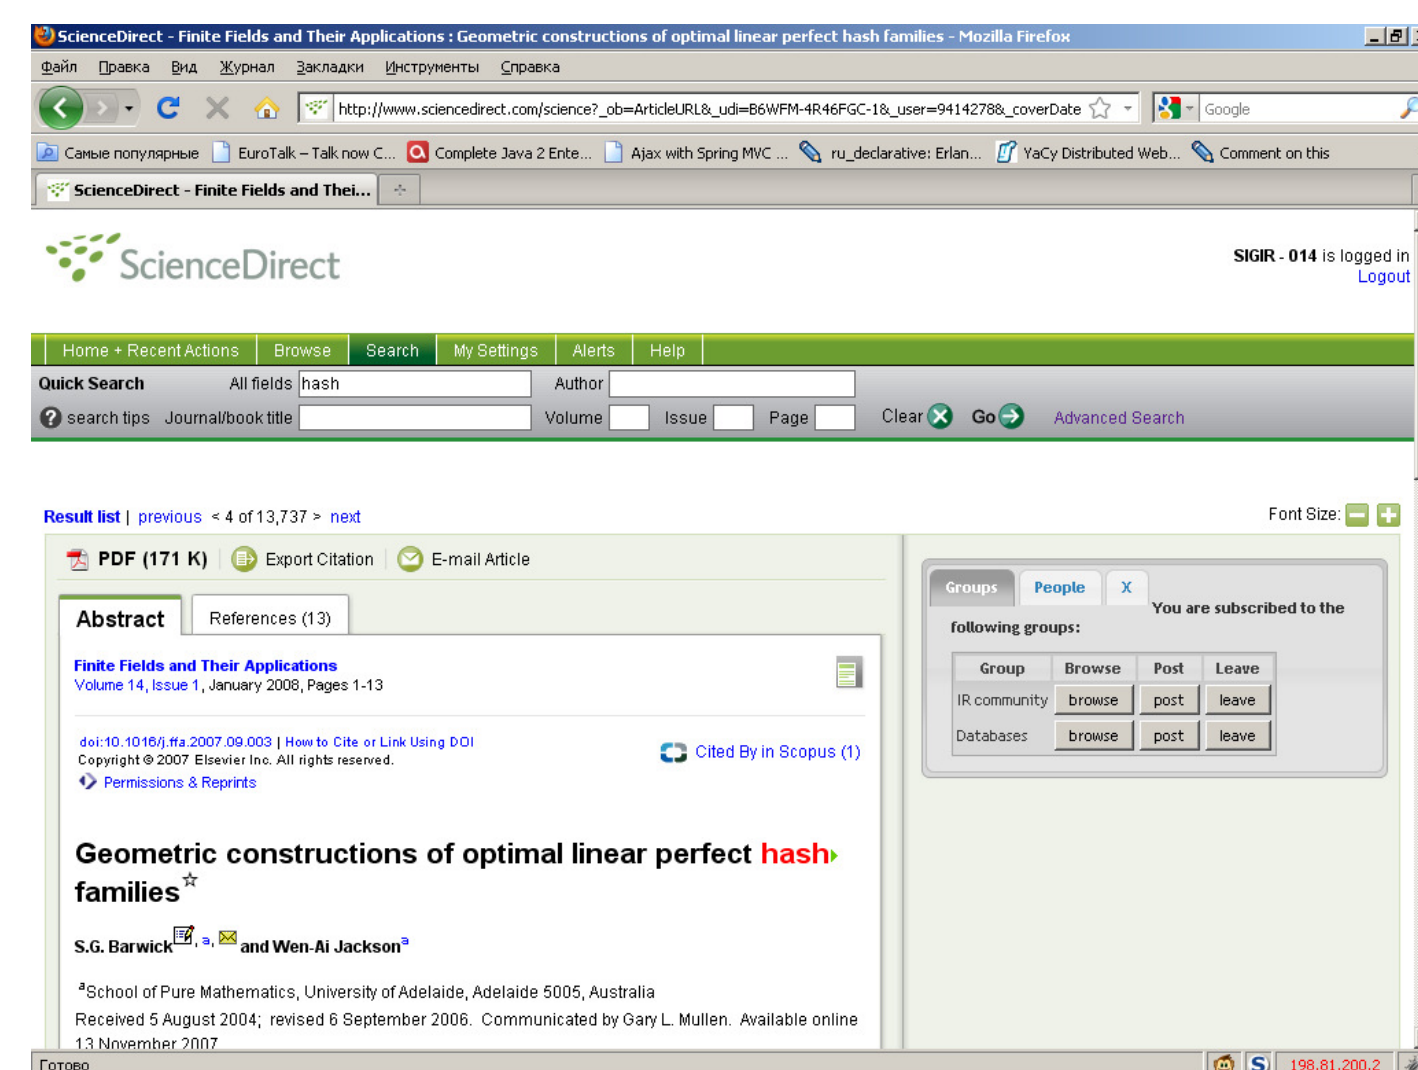 ScienceDirect - Finite Fields and Their Applications : Geometric constructions of optimal linear perfect hash families - Mozilla Firefox
Файл Правка Вид Журнал Закладки Инструменты Справка
http://www.sciencedirect.com/science?_ob=ArticleURL&_udi=B6WFM-4R46FGC-1&_user=9414278&_coverDate Google
Самые популярные EuroTalk – Talk now C... Complete Java 2 Ente... Ajax with Spring MVC ... ru_declarative: Erlan... YaCy Distributed Web... Comment on this
ScienceDirect - Finite Fields and Thei...
ScienceDirect
SIGIR - 014 is logged in
Logout
Home + Recent Actions Browse Search My Settings Alerts Help
Quick Search All fields hash Author
? search tips Journal/book title Volume Issue Page Clear Go Advanced Search
Result list | previous < 4 of 13,737 > next Font Size:
PDF (171 K) Export Citation E-mail Article
Abstract References (13)
Finite Fields and Their Applications
Volume 14, Issue 1, January 2008, Pages 1-13
doi:10.1016/j.ffa.2007.09.003 | How to Cite or Link Using DOI
Copyright © 2007 Elsevier Inc. All rights reserved.
Permissions & Reprints
Cited By in Scopus (1)
Geometric constructions of optimal linear perfect hash
families☆
S.G. Barwick, a, and Wen-Ai Jacksona
aSchool of Pure Mathematics, University of Adelaide, Adelaide 5005, Australia
Received 5 August 2004; revised 6 September 2006. Communicated by Gary L. Mullen. Available online
13 November 2007
Groups People X You are subscribed to the
following groups:
Group Browse Post Leave
IR community browse post leave
Databases browse post leave
Готово S 198.81.200.2